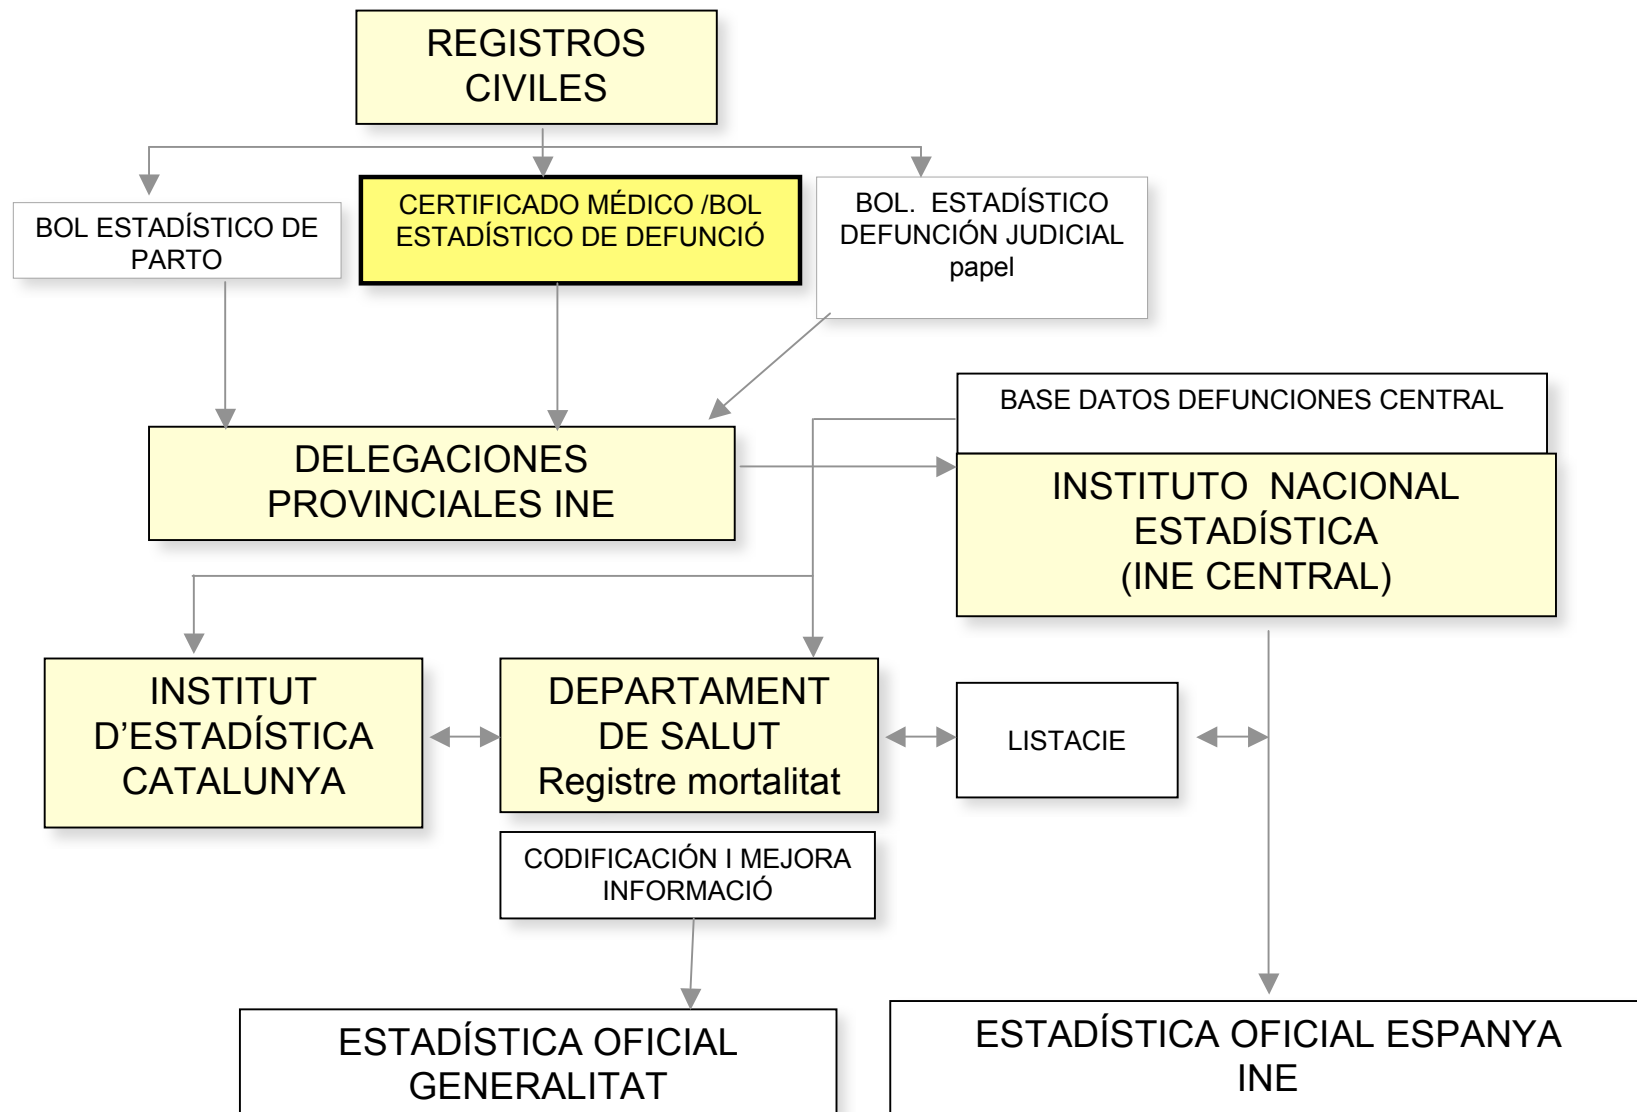 REGISTROS
CIVILES
BOL ESTADÍSTICO DE
PARTO
CERTIFICADO MÉDICO /BOL
ESTADÍSTICO DE DEFUNCIÓ
BOL. ESTADÍSTICO
DEFUNCIÓN JUDICIAL
papel
BASE DATOS DEFUNCIONES CENTRAL
DELEGACIONES
PROVINCIALES INE
INSTITUTO NACIONAL
ESTADÍSTICA
(INE CENTRAL)
INSTITUT
D’ESTADÍSTICA
CATALUNYA
DEPARTAMENT
DE SALUT
Registre mortalitat
LISTACIE
CODIFICACIÓN I MEJORA
INFORMACIÓ
ESTADÍSTICA OFICIAL
GENERALITAT
ESTADÍSTICA OFICIAL ESPANYA
INE